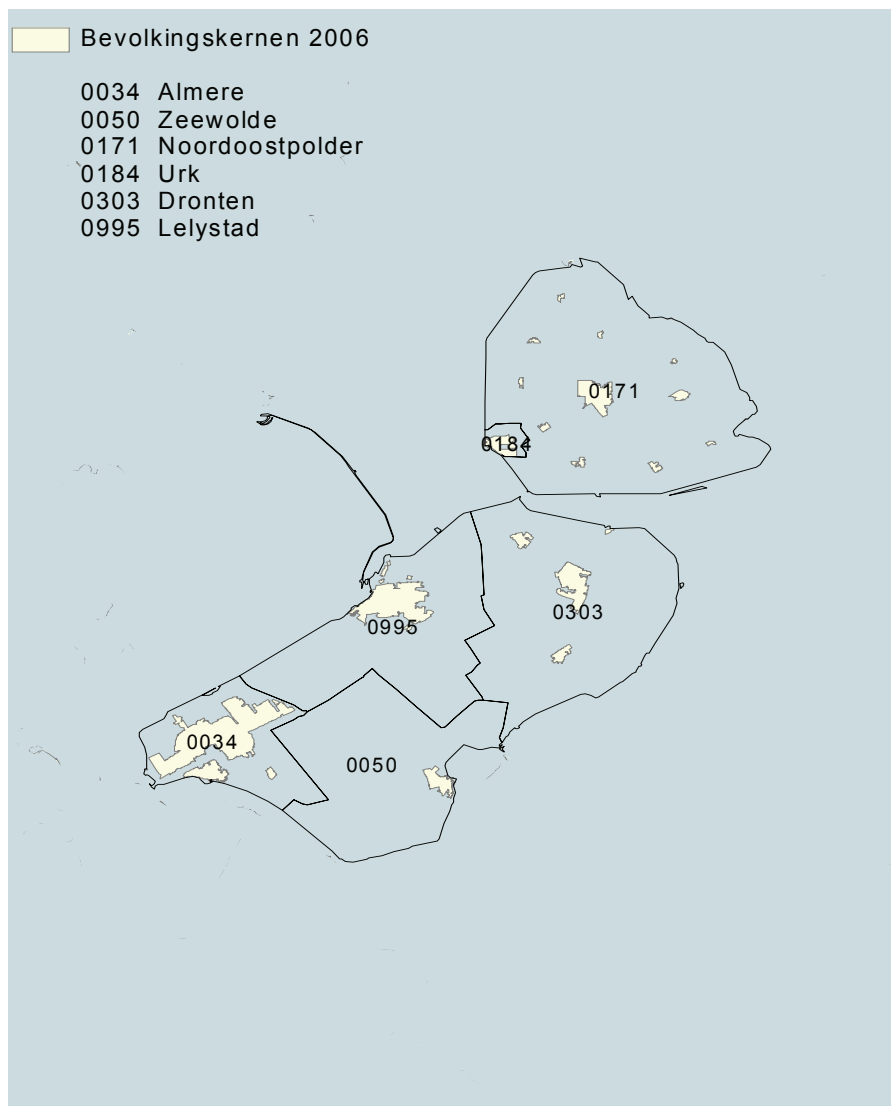 Bevolkingskernen 2006
0034 Almere
0050 Zeewolde
0171 Noordoostpolder
0184 Urk
0303 Dronten
0995 Lelystad
0171
0184
0303
0995
0034
0050